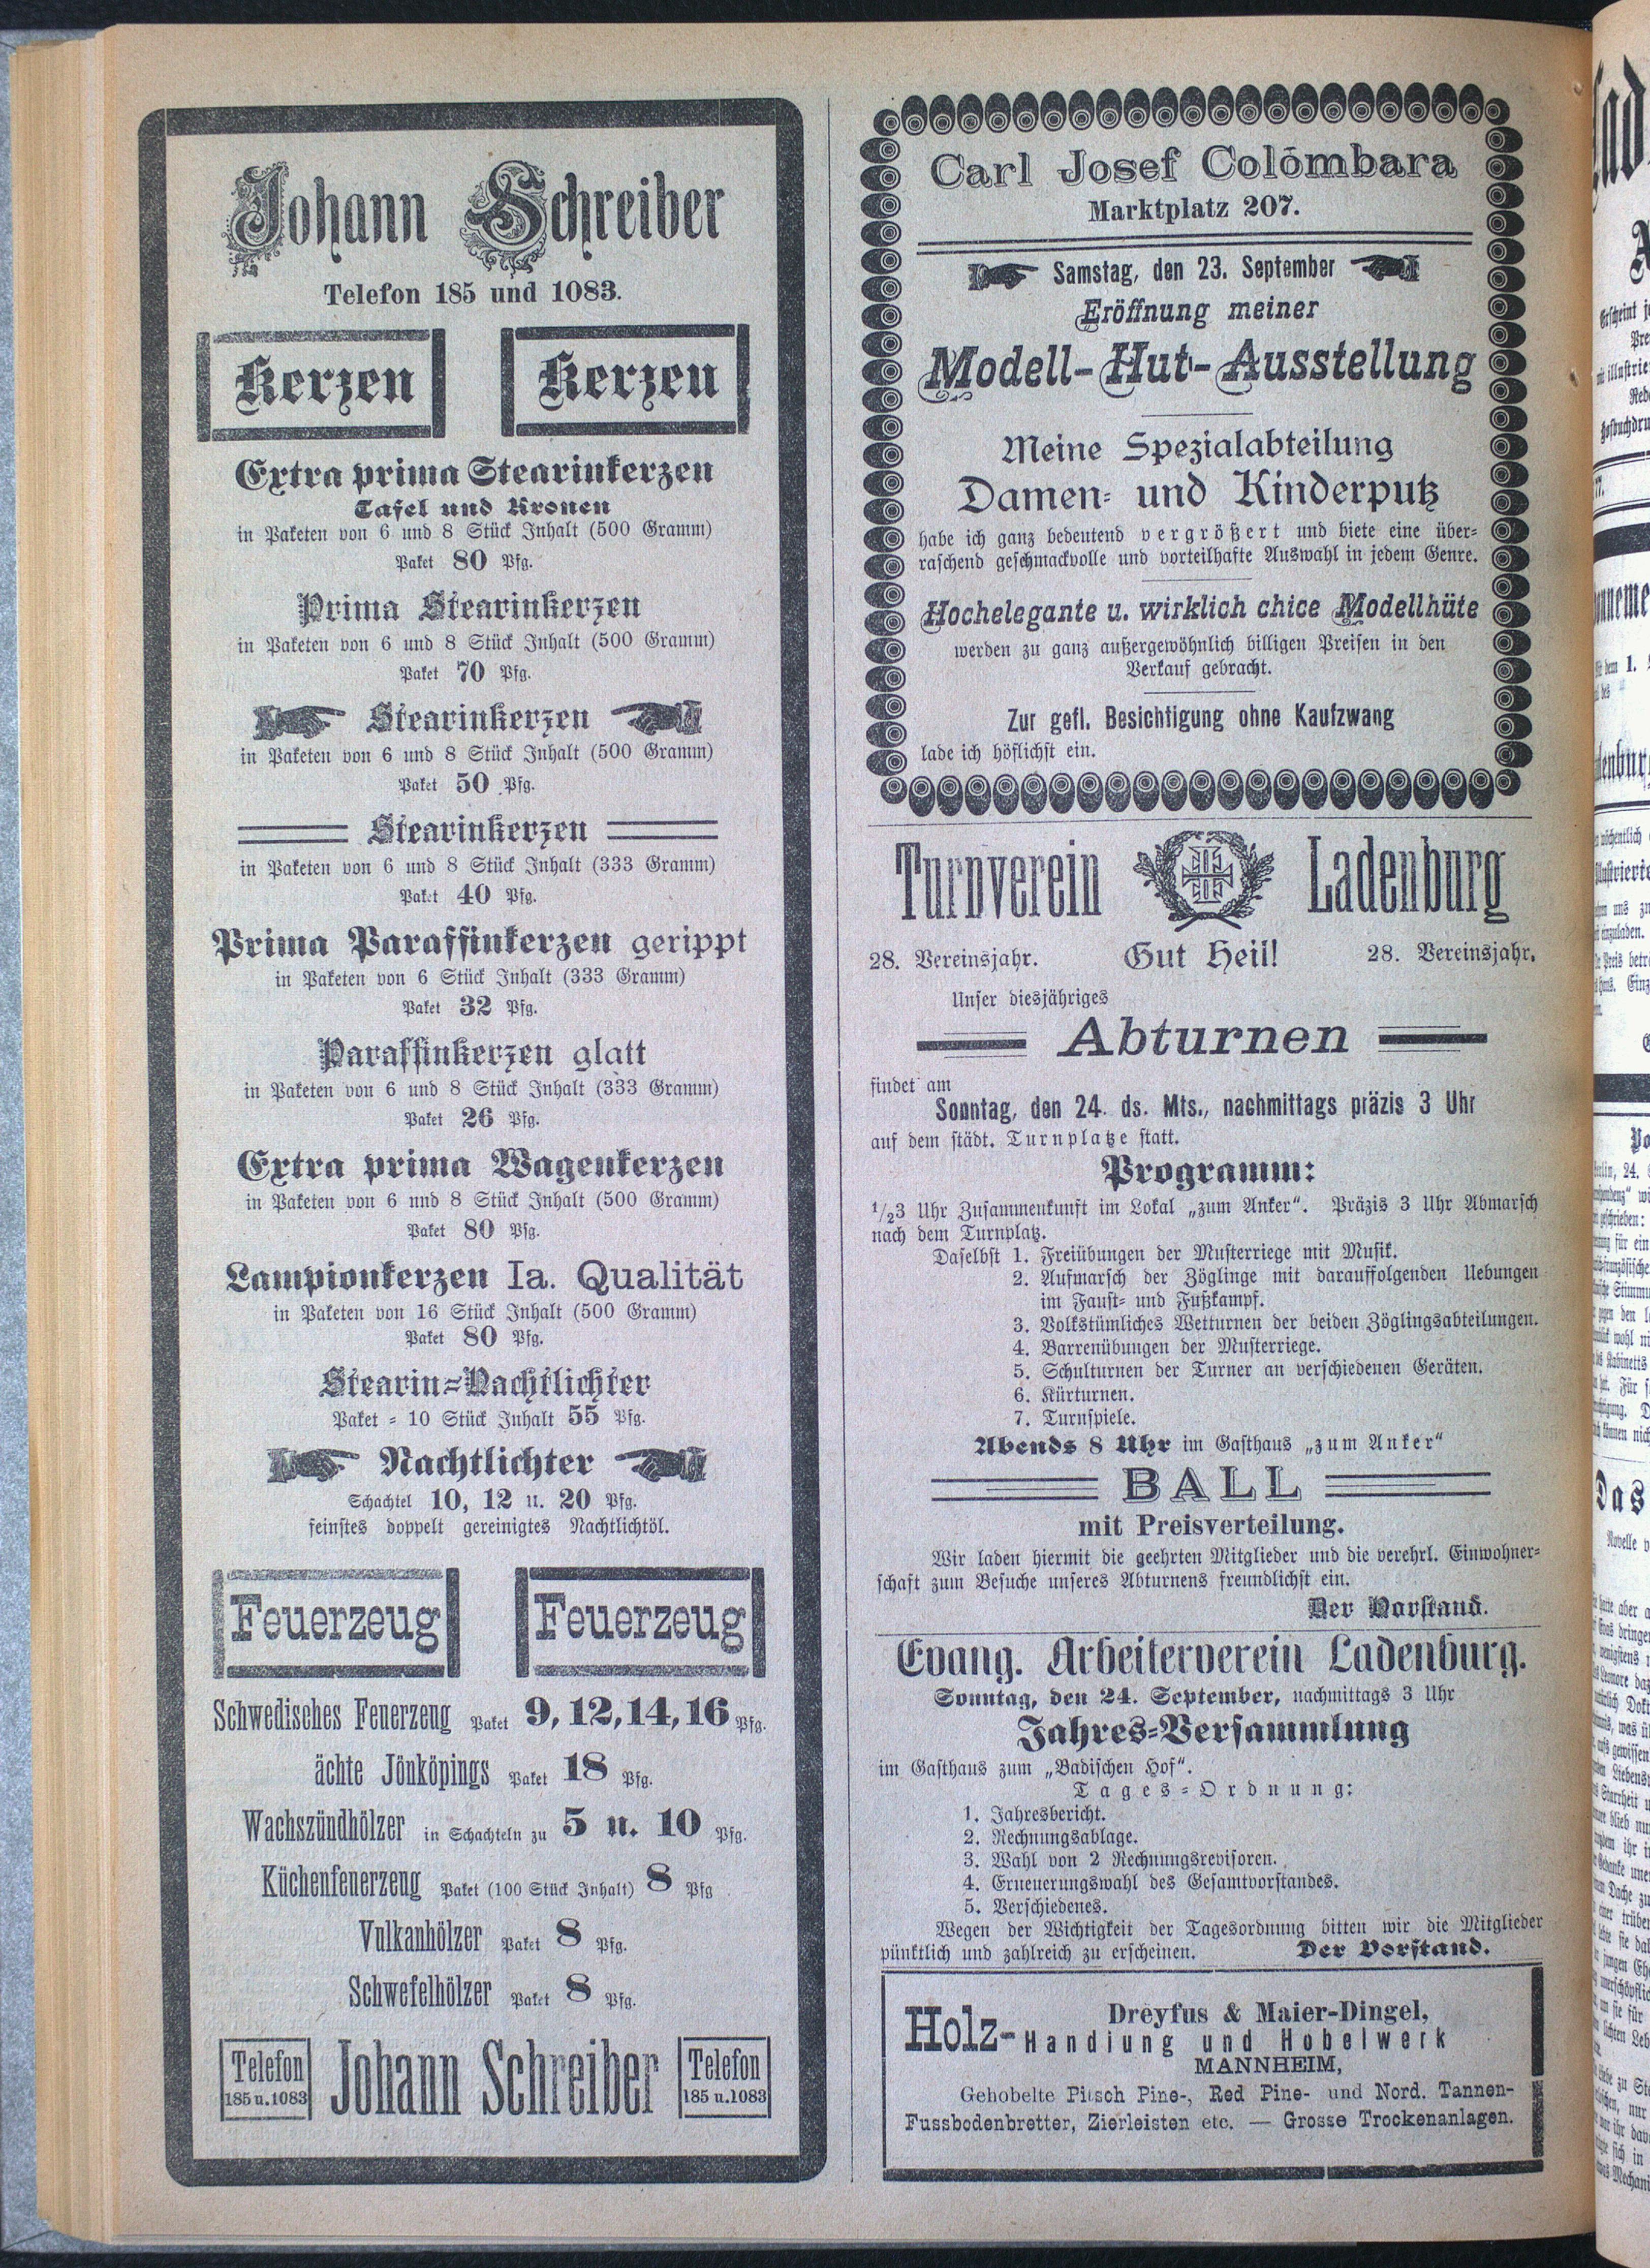 Johann Schreiber
Telefon 185 und 1083.
Kerzen
Kerzen
Extra prima Stearinkerzen
Tafel und Kronen
in Paketen von 6 und 8 Stück Inhalt (500 Gramm)
Paket 80 Pfg.
Prima Stearinkerzen
in Paketen von 6 und 8 Stück Inhalt (500 Gramm)
Paket 70 Pfg.
Stearinkerzen
in Paketen von 6 und 8 Stück Inhalt (500 Gramm)
Paket 50 Pfg.
Stearinkerzen
in Paketen von 6 und 8 Stück Inhalt (333 Gramm)
Paket 40 Pfg.
Prima Paraffinkerzen gerippt
in Paketen von 6 Stück Inhalt (333 Gramm)
Paket 32 Pfg.
Paraffinkerzen glatt
in Paketen von 6 und 8 Stück Inhalt (333 Gramm)
Paket 26 Pfg.
Extra prima Wagenkerzen
in Paketen von 6 und 8 Stück Inhalt (500 Gramm)
Paket 80 Pfg.
Lampionkerzen Ia. Qualität
in Paketen von 16 Stück Inhalt (500 Gramm)
Paket 80 Pfg.
Stearin-Nachtlichter
Paket - 10 Stück Inhalt 55 Pfg.
Nachtlichter
Schachtel 10, 12 u. 20 Pfg.
feinstes doppelt gereinigtes Nachtlichtöl.
Feuerzeug
Feuerzeug
Schwedisches Feuerzeug Paket 9, 12, 14, 16 Pfg.
ächte Jönköpings Paket 18 Pfg.
Wachszündhölzer in Schachteln zu 5 u. 10 Pfg.
Küchenfeuerzeug Paket (100 Stück Inhalt) 8 Pfg
Vulkanhölzer Paket 8 Pfg.
Schwefelhölzer Paket 8 Pfg.
Telefon
185 u. 1083
Johann Schreiber
Telefon
185 u. 1083
Carl Josef Colòmbara
Marktplatz 207.
Samstag, den 23. September
Eröffnung meiner
Modell-Hut-Ausstellung
Meine Spezialabteilung
Damen- und Kinderputz
habe ich ganz bedeutend vergrößert und biete eine über-
raschend geschmackvolle und vorteilhafte Auswahl in jedem Genre.
Hochelegante u. wirklich chice Modellhüte
werden zu ganz außergewöhnlich billigen Preisen in den
Verkauf gebracht.
Zur gefl. Besichtigung ohne Kaufzwang
lade ich höflichst ein.
Turnverein Ladenburg
28. Vereinsjahr. Gut Heil! 28. Vereinsjahr.
Unser diesjähriges
Abturnen
findet am
Sonntag, den 24. ds. Mts., nachmittags präzis 3 Uhr
auf dem städt. Turnplatze statt.
Programm:
1/23 Uhr Zusammenkunft im Lokal „zum Anker“. Präzis 3 Uhr Abmarsch
nach dem Turnplatz.
Daselbst 1. Freiübungen der Musterriege mit Musik.
2. Aufmarsch der Zöglinge mit darauffolgenden Uebungen
im Faust- und Fußkampf.
3. Volkstümliches Wetturnen der beiden Zöglingsabteilungen.
4. Barrenübungen der Musterriege.
5. Schulturnen der Turner an verschiedenen Geräten.
6. Kürturnen.
7. Turnspiele.
Abends 8 Uhr im Gasthaus „zum Anker“
BALL
mit Preisverteilung.
Wir laden hiermit die geehrten Mitglieder und die verehrl. Einwohner-
schaft zum Besuche unseres Abturnens freundlichst ein.
Der Vorstand.
Evang. Arbeiterverein Ladenburg.
Sonntag, den 24. September, nachmittags 3 Uhr
Jahres-Versammlung
im Gasthaus zum „Badischen Hof“.
Tages-Ordnung:
1. Jahresbericht.
2. Rechnungsablage.
3. Wahl von 2 Rechnungsrevisoren.
4. Erneuerungswahl des Gesamtvorstandes.
5. Verschiedenes.
Wegen der Wichtigkeit der Tagesordnung bitten wir die Mitglieder
pünktlich und zahlreich zu erscheinen. Der Vorstand.
Dreyfus & Maier-Dingel,
Holz-Handlung und Hobelwerk
MANNHEIM,
Gehobelte Pitsch Pine-, Red Pine- und Nord. Tannen-
Fussbodenbretter, Zierleisten etc. — Grosse Trockenanlagen.